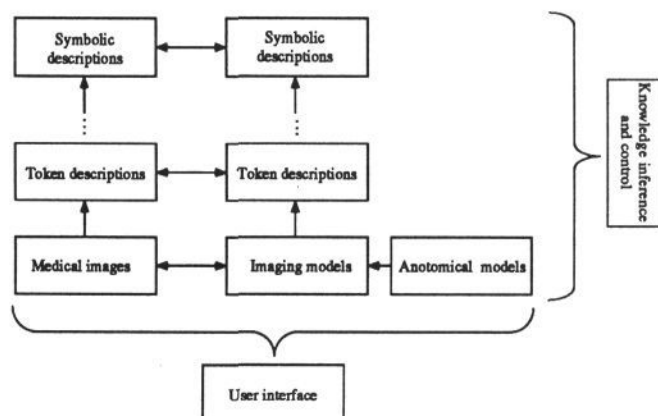 Symbolic
descriptions
Symbolic
descriptions
Token descriptions
Token descriptions
Medical images
Imaging models
Anotomical models
Knowledge inference
and control
User interface